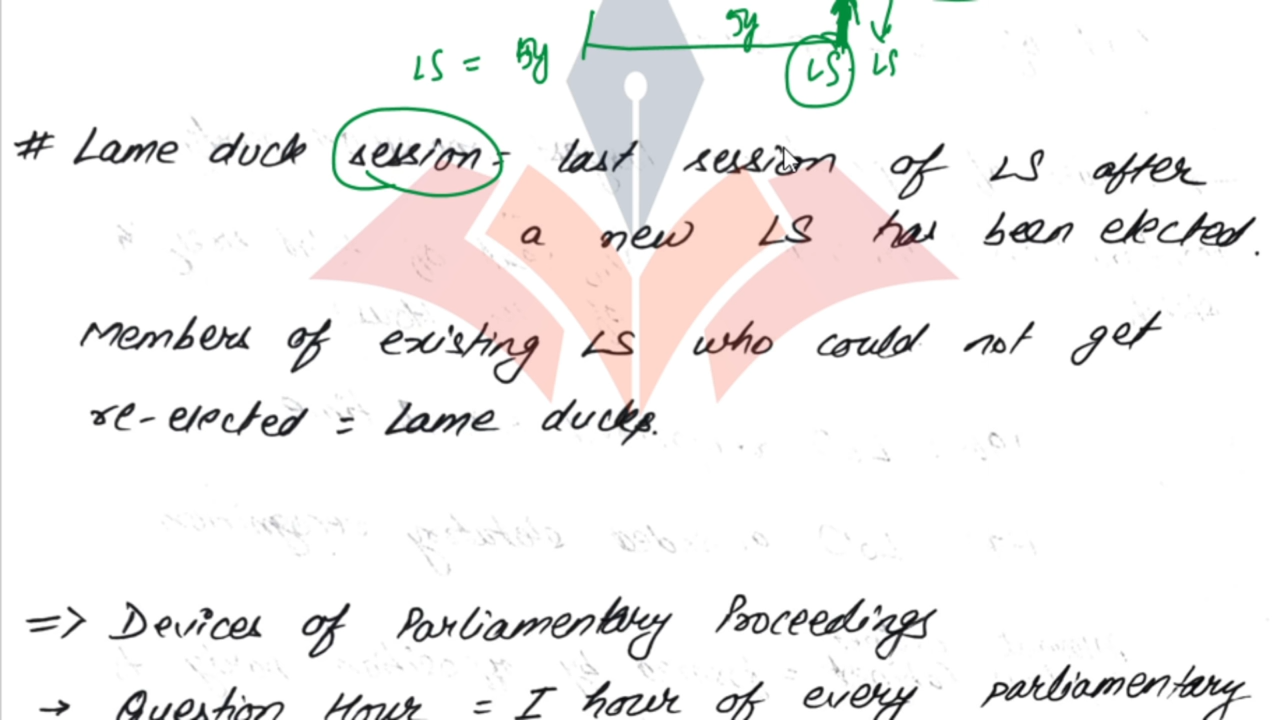 5y
LS = 5y LS LS
# Lame duck session = last session of LS after
a new LS has been elected.
Members of existing LS who could not get
re-elected = Lame ducks.
=> Devices of Parliamentary Proceedings
→ Question Hour = I hour of every parliamentary